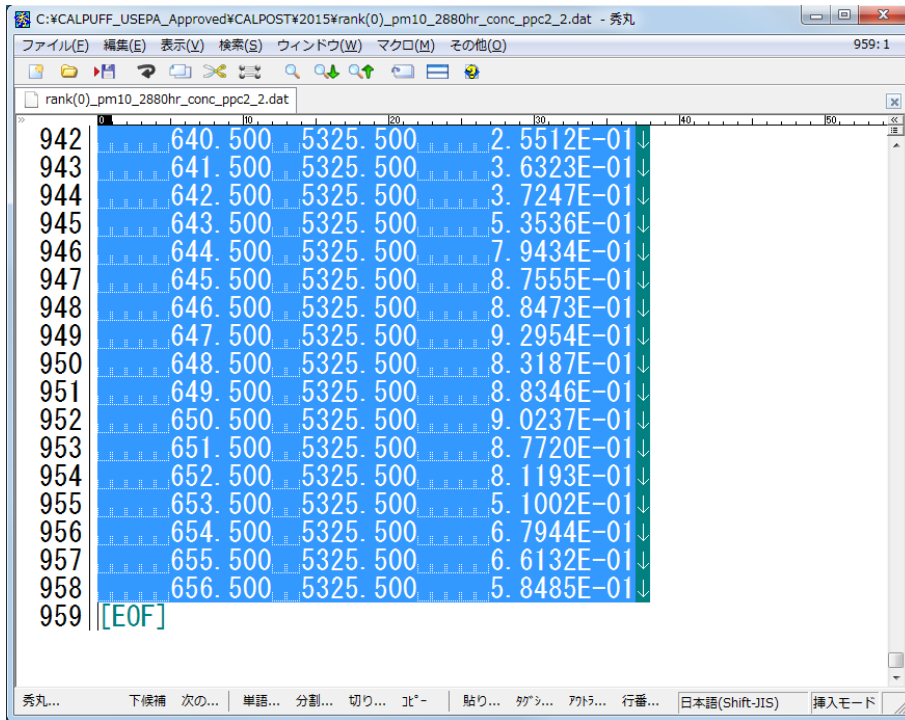 C:¥CALPUFF_USEPA_Approved¥CALPOST¥2015¥rank(0)_pm10_2880hr_conc_ppc2_2.dat - 秀丸
ファイル(F) 編集(E) 表示(V) 検索(S) ウィンドウ(W) マクロ(M) その他(O) 959:1
rank(0)_pm10_2880hr_conc_ppc2_2.dat
0 10 20 30 40 50
942 640.500 5325.500 2.5512E-01↓
943 641.500 5325.500 3.6323E-01↓
944 642.500 5325.500 3.7247E-01↓
945 643.500 5325.500 5.3536E-01↓
946 644.500 5325.500 7.9434E-01↓
947 645.500 5325.500 8.7555E-01↓
948 646.500 5325.500 8.8473E-01↓
949 647.500 5325.500 9.2954E-01↓
950 648.500 5325.500 8.3187E-01↓
951 649.500 5325.500 8.8346E-01↓
952 650.500 5325.500 9.0237E-01↓
953 651.500 5325.500 8.7720E-01↓
954 652.500 5325.500 8.1193E-01↓
955 653.500 5325.500 5.1002E-01↓
956 654.500 5325.500 6.7944E-01↓
957 655.500 5325.500 6.6132E-01↓
958 656.500 5325.500 5.8485E-01↓
959 [EOF]
秀丸... 下候補 次の... 単語... 分割... 切り... ｺﾋﾟｰ 貼り... ﾀｸﾞｼﾞ... ｱｳﾄﾗ... 行番... 日本語(Shift-JIS) 挿入モード